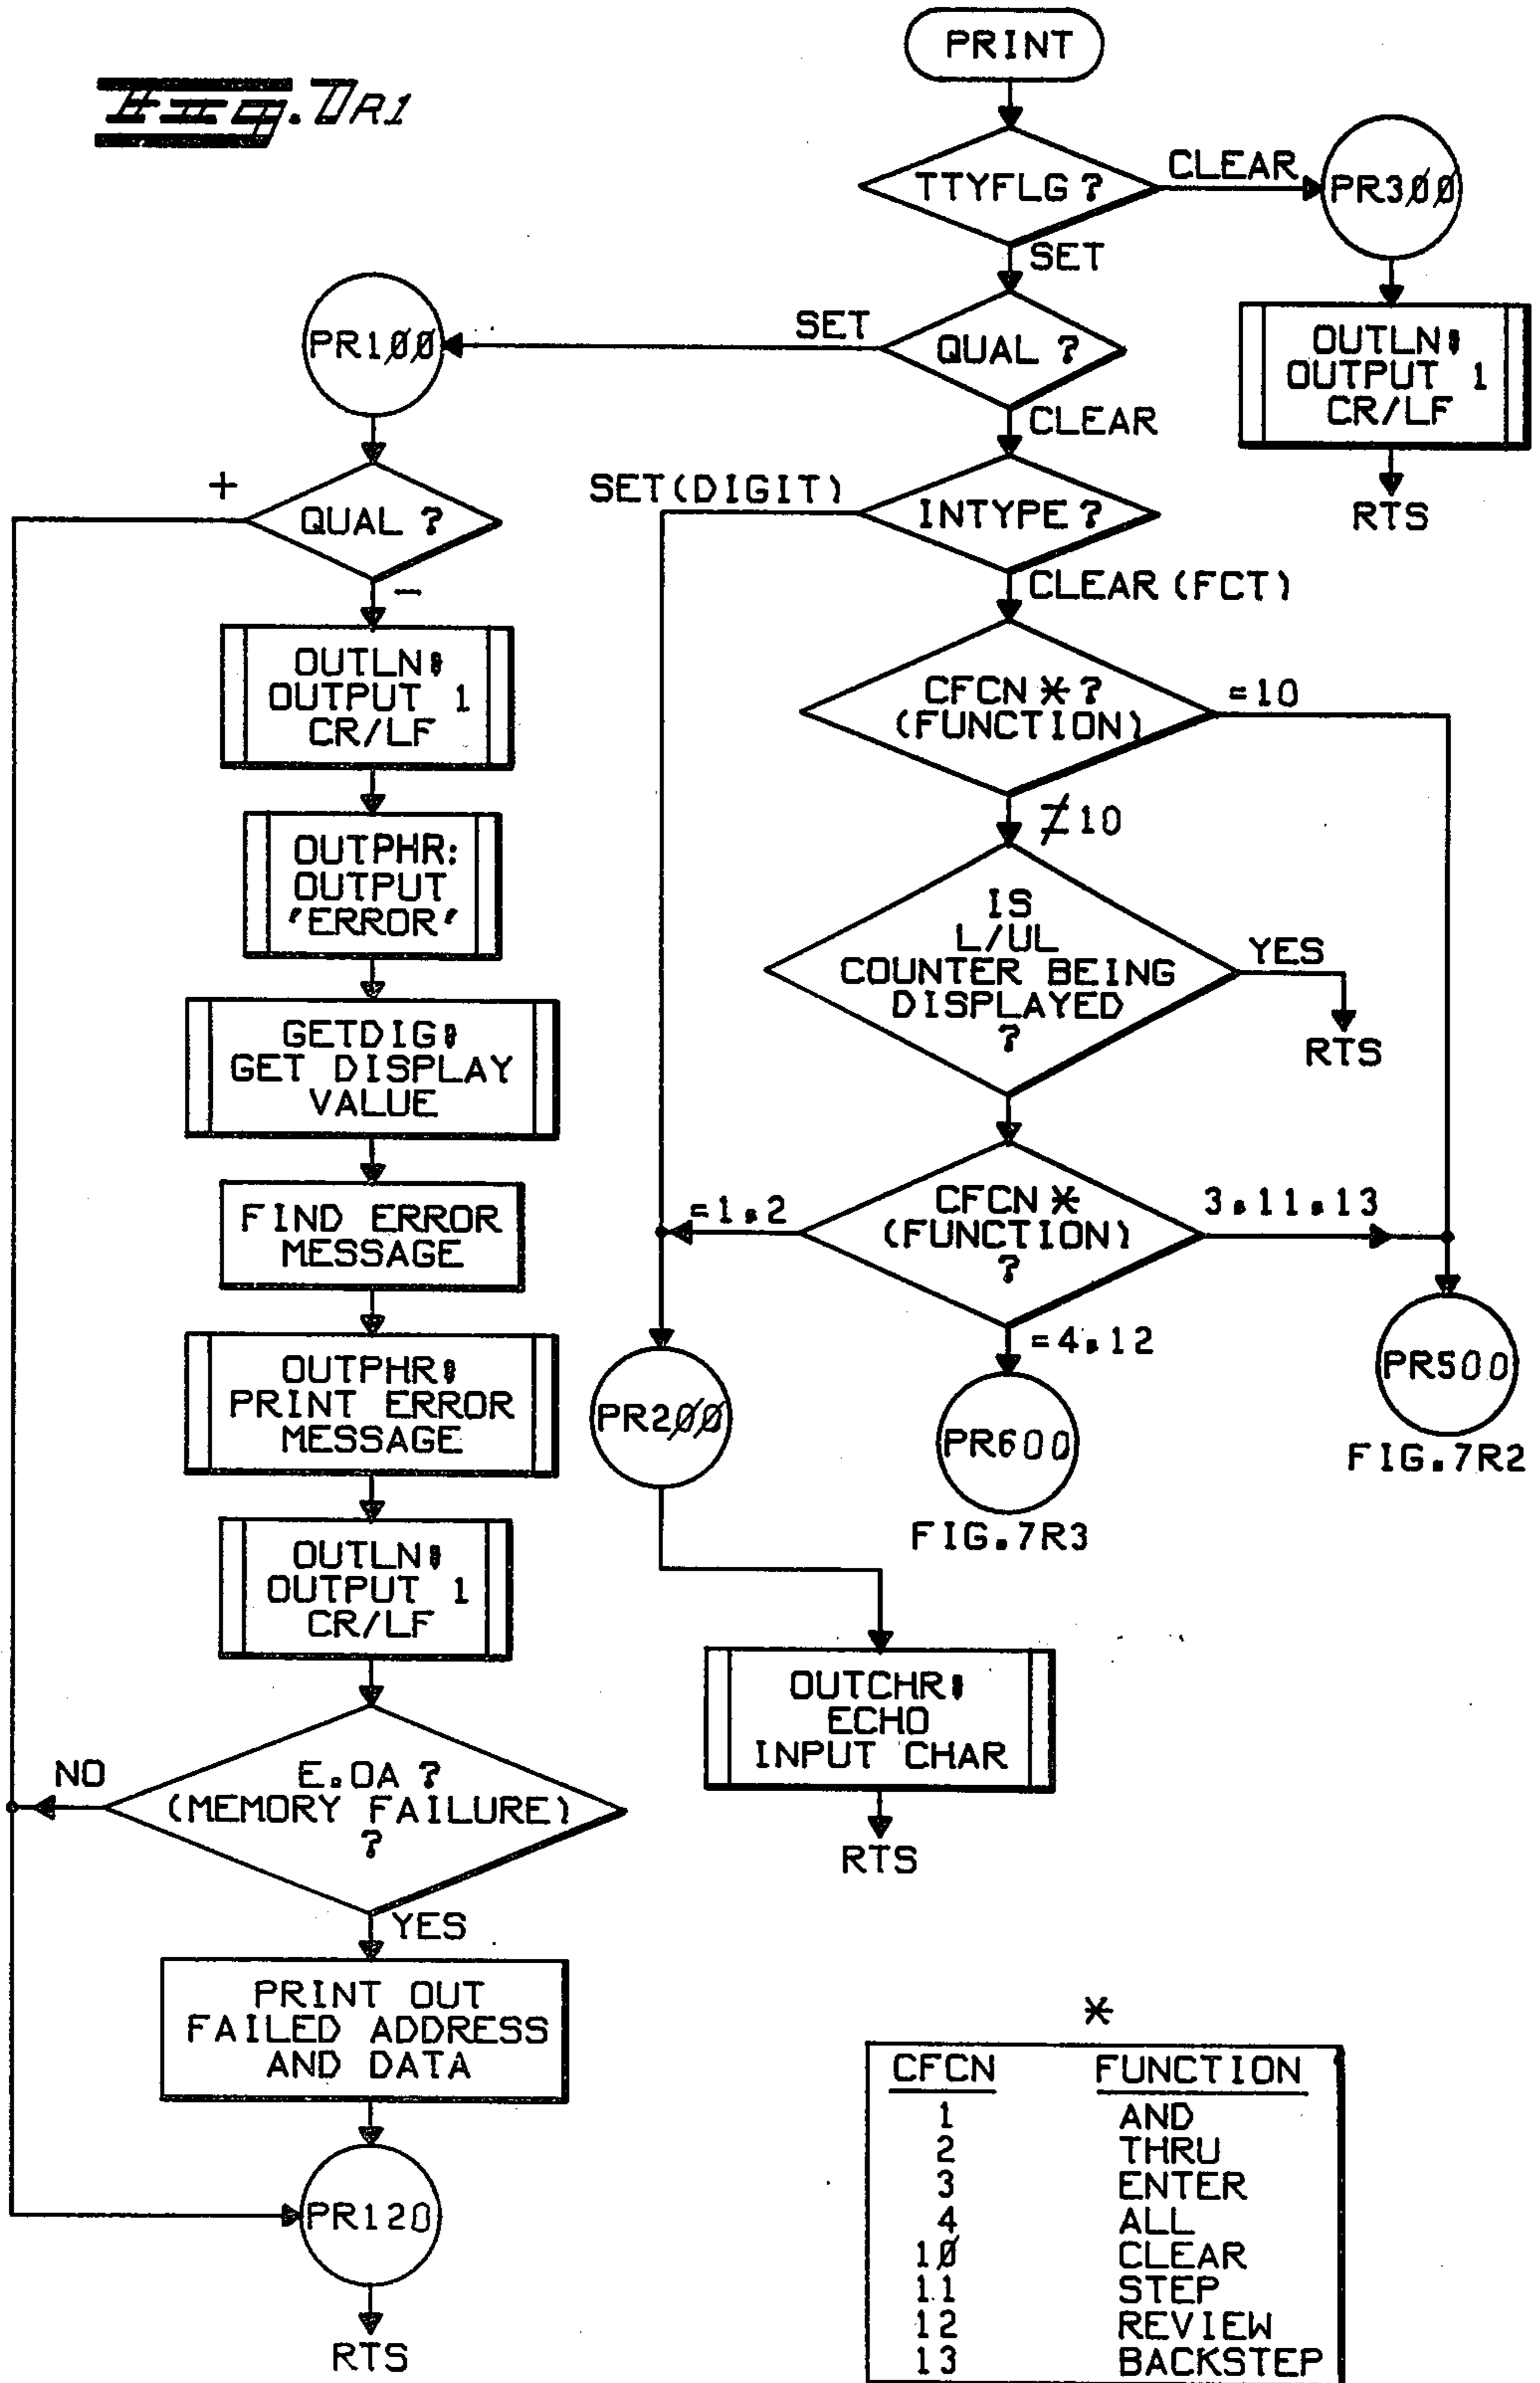 Fig. 7R1
PRINT
TTYFLG ?
CLEAR
PR3ØØ
SET
OUTLN:
OUTPUT 1
CR/LF
RTS
QUAL ?
SET
PR1ØØ
CLEAR
INTYPE ?
SET(DIGIT)
CLEAR (FCT)
CFCN * ?
(FUNCTION)
=10
≠10
IS
L/UL
COUNTER BEING
DISPLAYED
?
YES
RTS
CFCN *
(FUNCTION)
?
=1,2
3,11,13
=4,12
PR2ØØ
PR600
FIG.7R3
PR500
FIG.7R2
OUTCHR:
ECHO
INPUT CHAR
RTS
QUAL ?
+
-
OUTLN:
OUTPUT 1
CR/LF
OUTPHR:
OUTPUT
'ERROR'
GETDIG:
GET DISPLAY
VALUE
FIND ERROR
MESSAGE
OUTPHR:
PRINT ERROR
MESSAGE
OUTLN:
OUTPUT 1
CR/LF
E.OA ?
(MEMORY FAILURE)
?
NO
YES
PRINT OUT
FAILED ADDRESS
AND DATA
PR120
RTS
*
CFCN FUNCTION
1 AND
2 THRU
3 ENTER
4 ALL
1Ø CLEAR
11 STEP
12 REVIEW
13 BACKSTEP